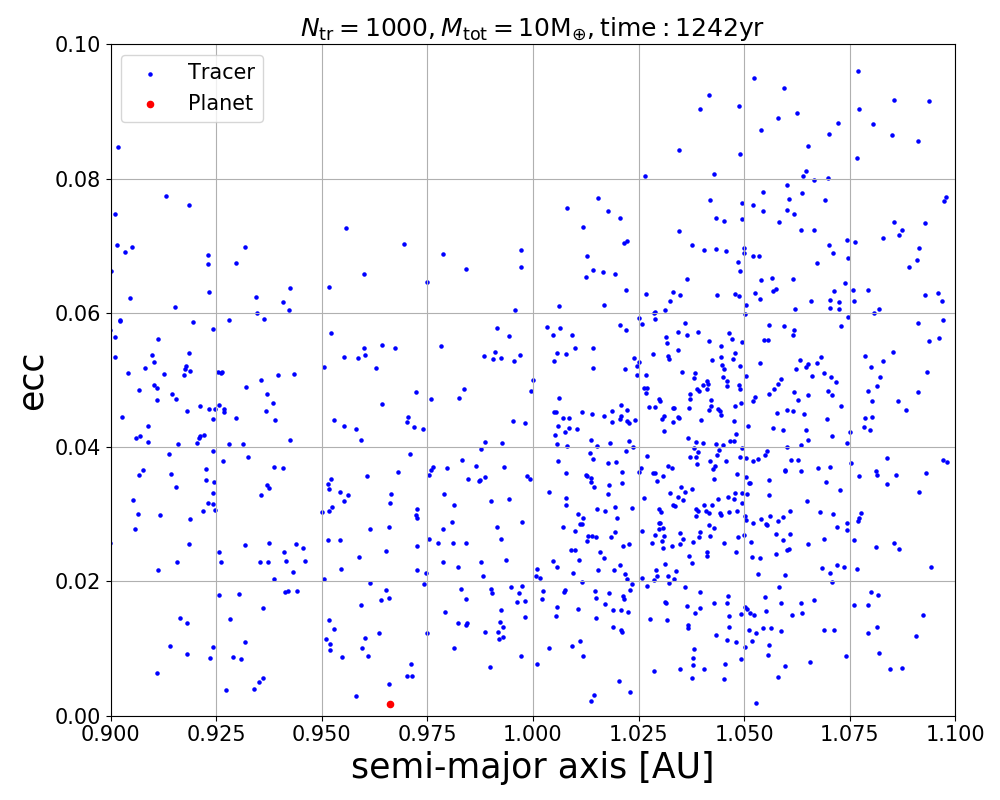 N_tr = 1000, M_tot = 10M_⊕, time : 1242yr
0.10
Tracer
Planet
0.08
0.06
ecc
0.04
0.02
0.00
0.900 0.925 0.950 0.975 1.000 1.025 1.050 1.075 1.100
semi-major axis [AU]